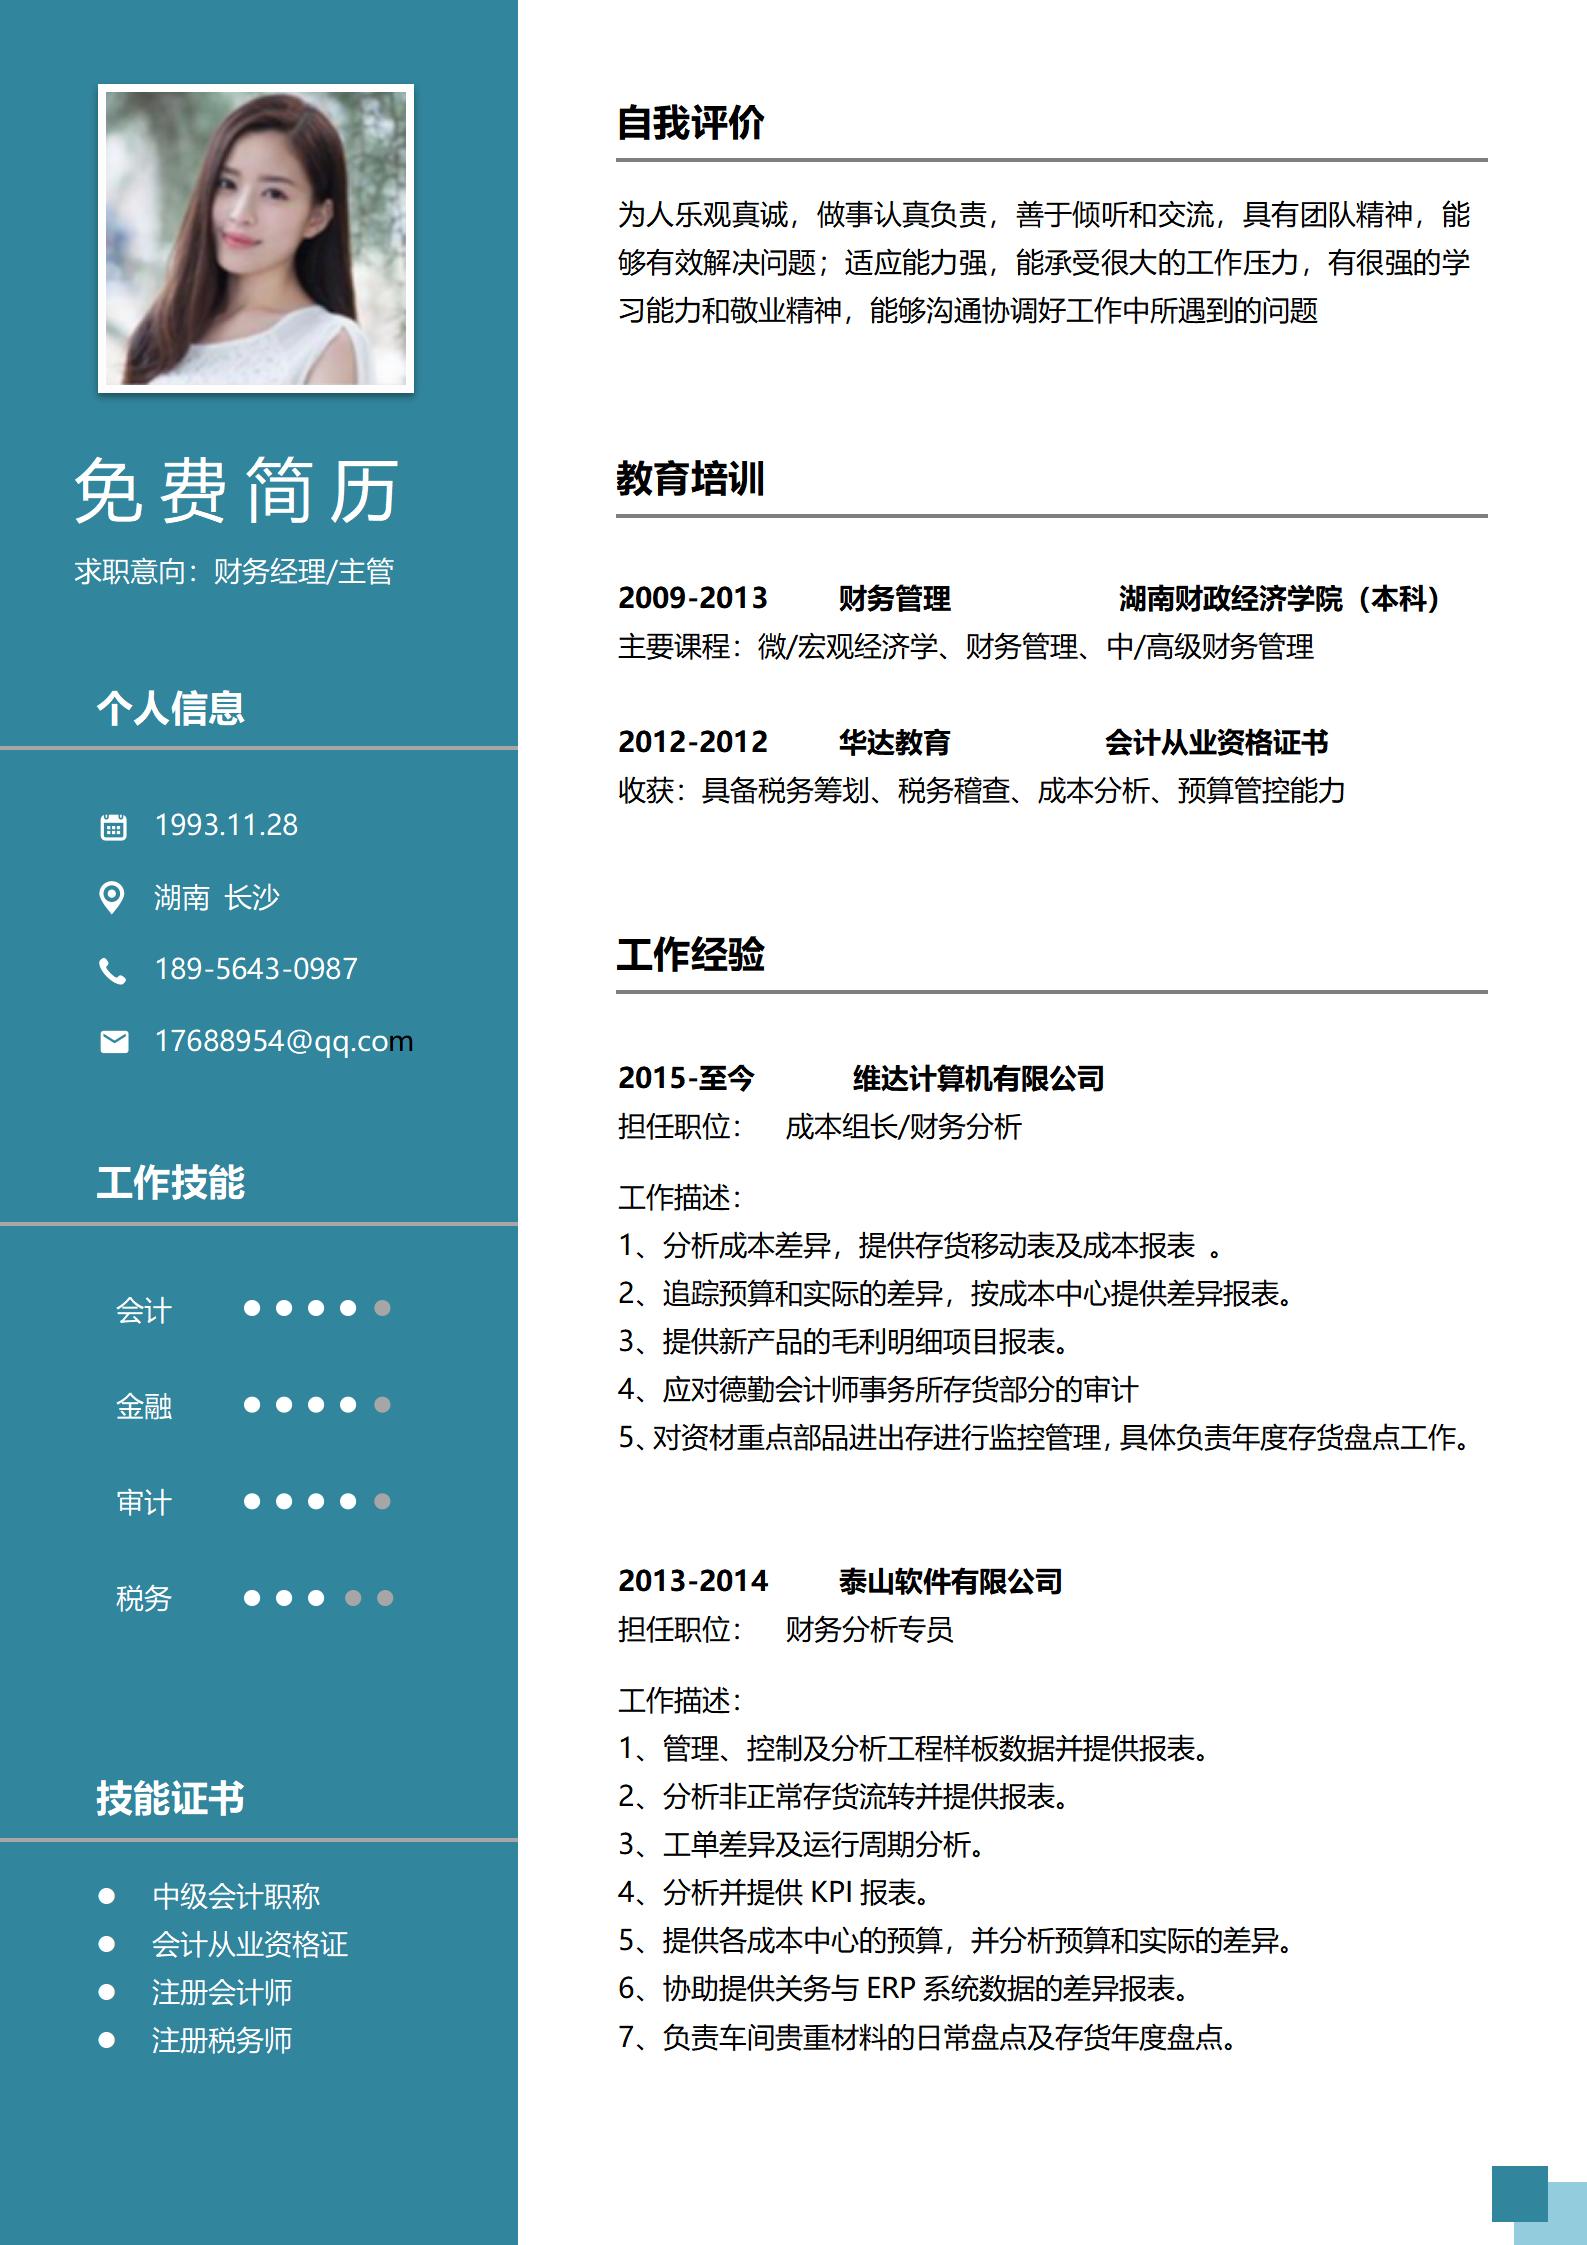 免费简历
求职意向：财务经理/主管
个人信息
1993.11.28
湖南 长沙
189-5643-0987
17688954@qq.com
工作技能
会计
金融
审计
税务
技能证书
中级会计职称
会计从业资格证
注册会计师
注册税务师
自我评价
为人乐观真诚，做事认真负责，善于倾听和交流，具有团队精神，能
够有效解决问题；适应能力强，能承受很大的工作压力，有很强的学
习能力和敬业精神，能够沟通协调好工作中所遇到的问题
教育培训
2009-2013 财务管理 湖南财政经济学院（本科）
主要课程：微/宏观经济学、财务管理、中/高级财务管理
2012-2012 华达教育 会计从业资格证书
收获：具备税务筹划、税务稽查、成本分析、预算管控能力
工作经验
2015-至今 维达计算机有限公司
担任职位： 成本组长/财务分析
工作描述：
1、分析成本差异，提供存货移动表及成本报表 。
2、追踪预算和实际的差异，按成本中心提供差异报表。
3、提供新产品的毛利明细项目报表。
4、应对德勤会计师事务所存货部分的审计
5、对资材重点部品进出存进行监控管理，具体负责年度存货盘点工作。
2013-2014 泰山软件有限公司
担任职位： 财务分析专员
工作描述：
1、管理、控制及分析工程样板数据并提供报表。
2、分析非正常存货流转并提供报表。
3、工单差异及运行周期分析。
4、分析并提供 KPI 报表。
5、提供各成本中心的预算，并分析预算和实际的差异。
6、协助提供关务与 ERP 系统数据的差异报表。
7、负责车间贵重材料的日常盘点及存货年度盘点。